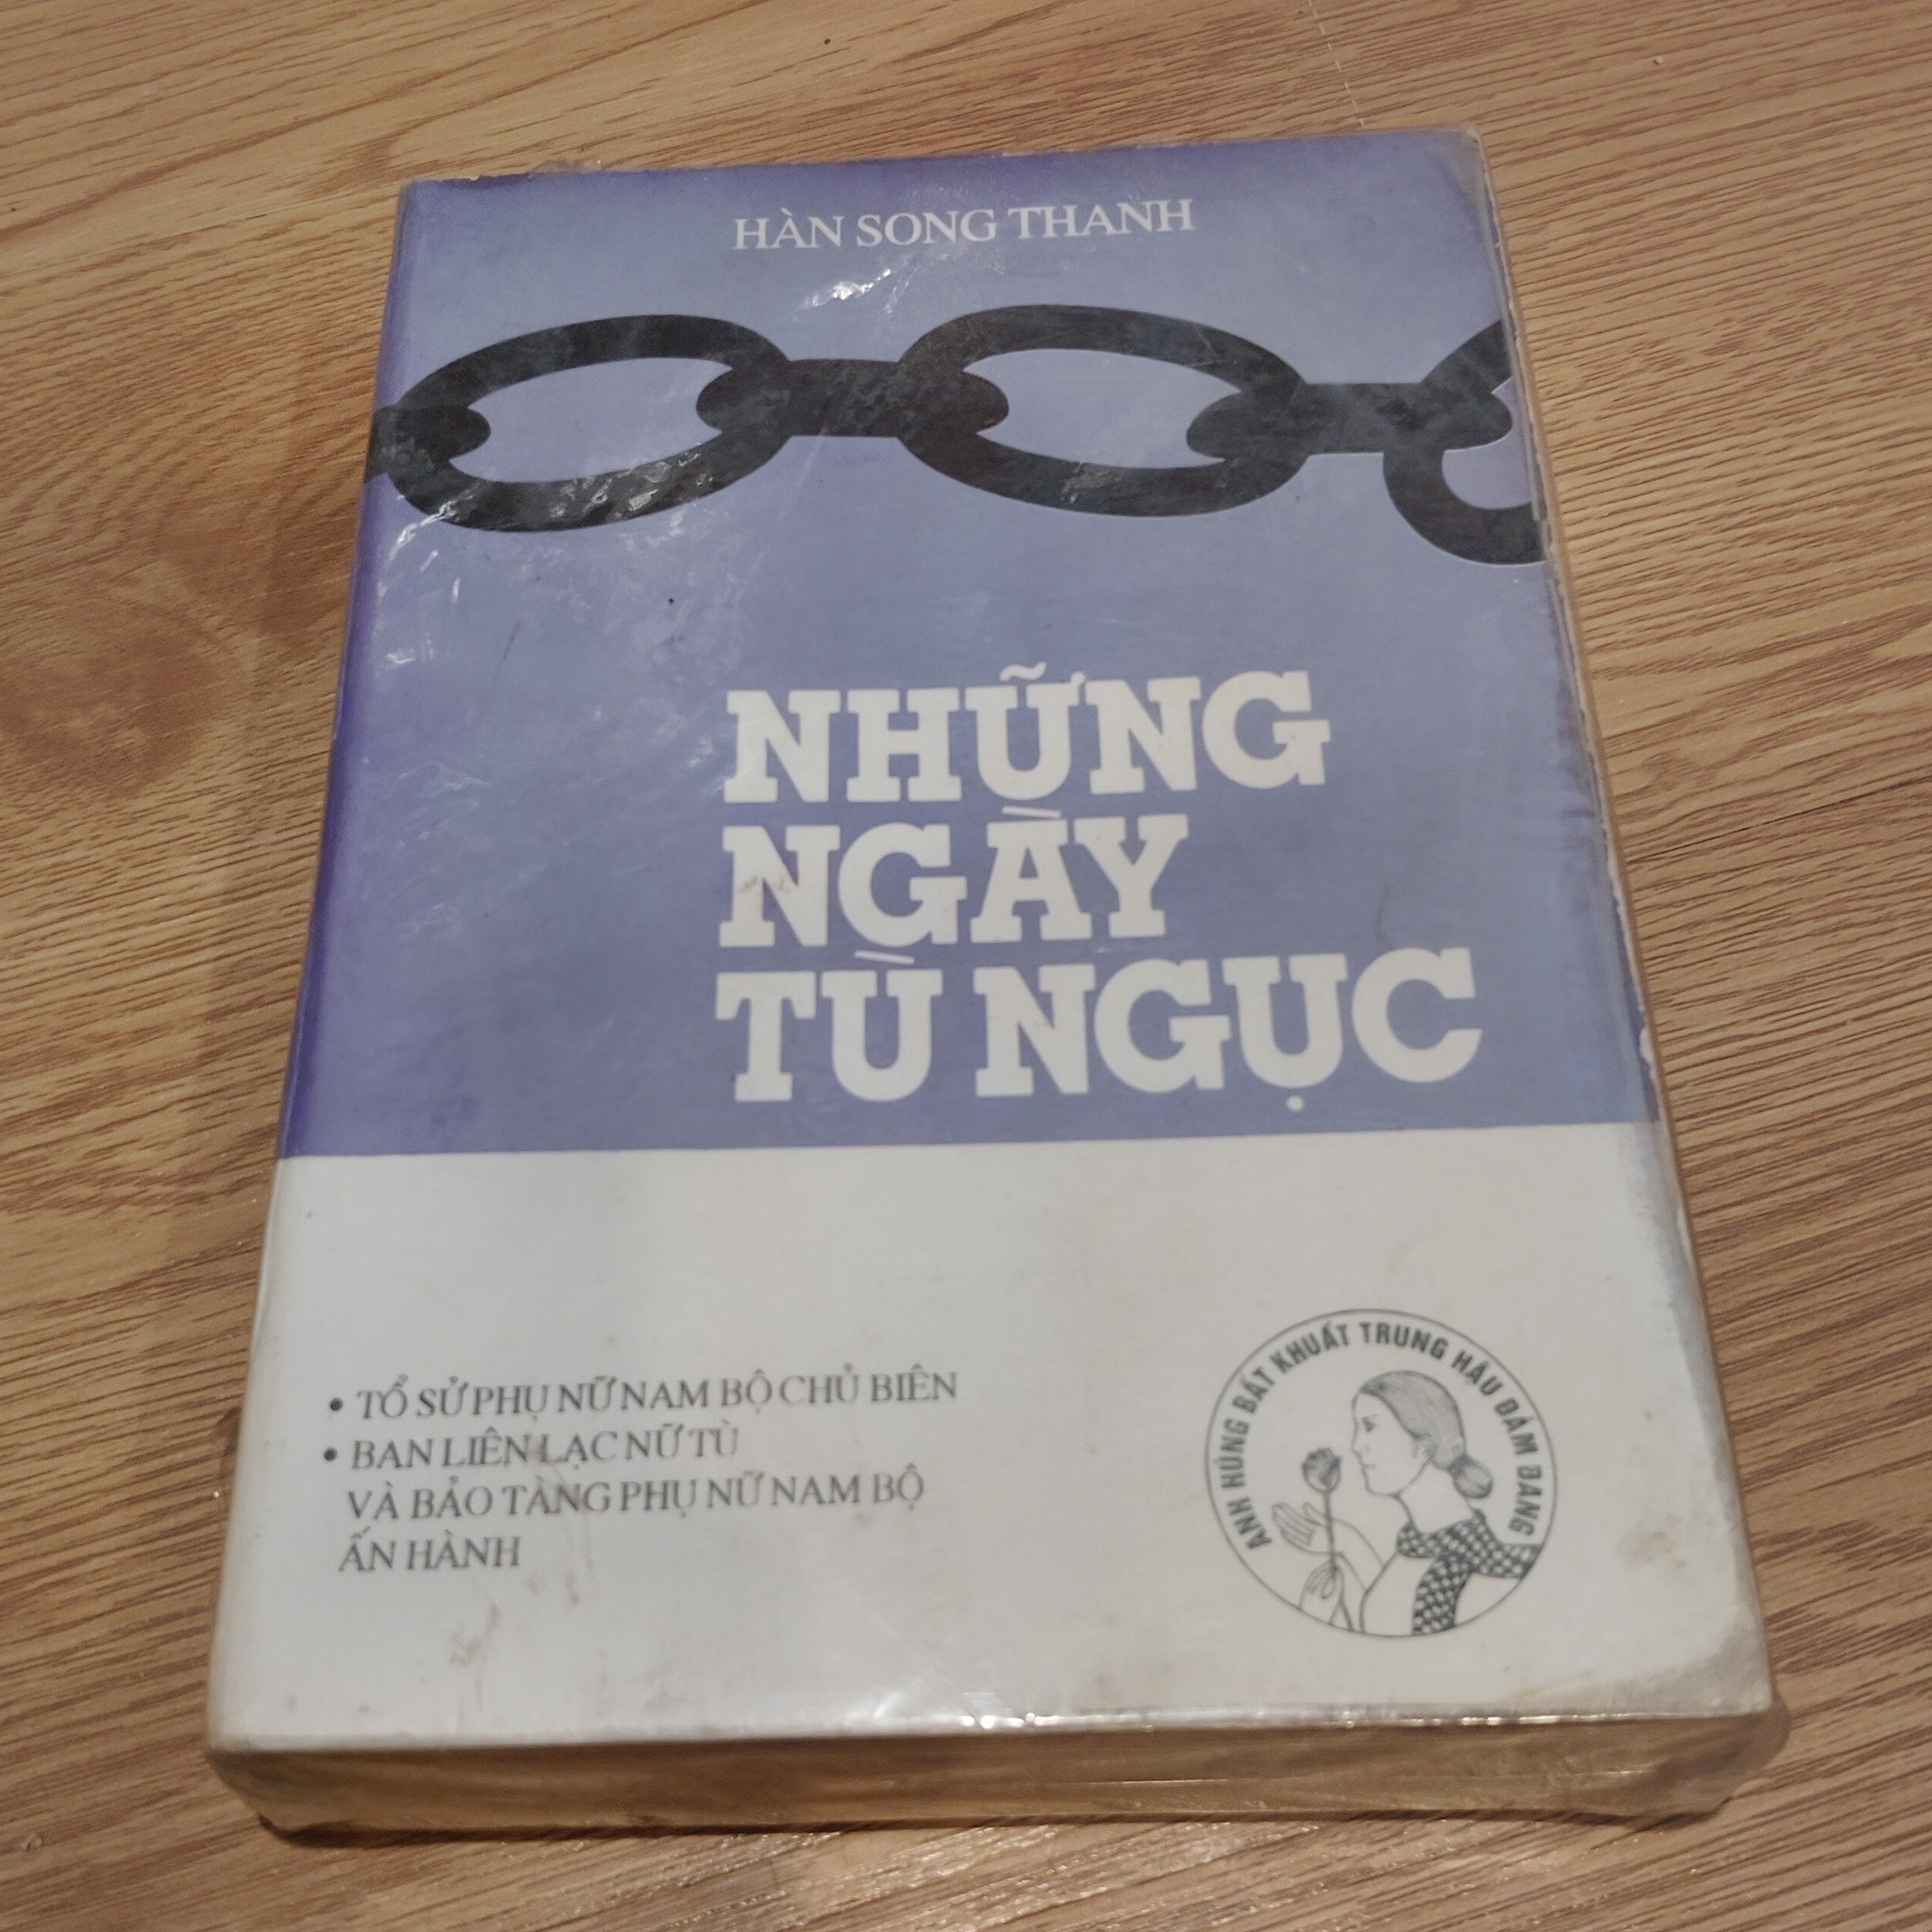 HÀN SONG THANH
NHỮNG
NGÀY
TÙ NGỤC
• TỔ SỬ PHỤ NỮ NAM BỘ CHỦ BIÊN
• BAN LIÊN LẠC NỮ TÙ
VÀ BẢO TÀNG PHỤ NỮ NAM BỘ
ẤN HÀNH
ANH HÙNG BẤT KHUẤT TRUNG HẬU ĐẢM ĐANG